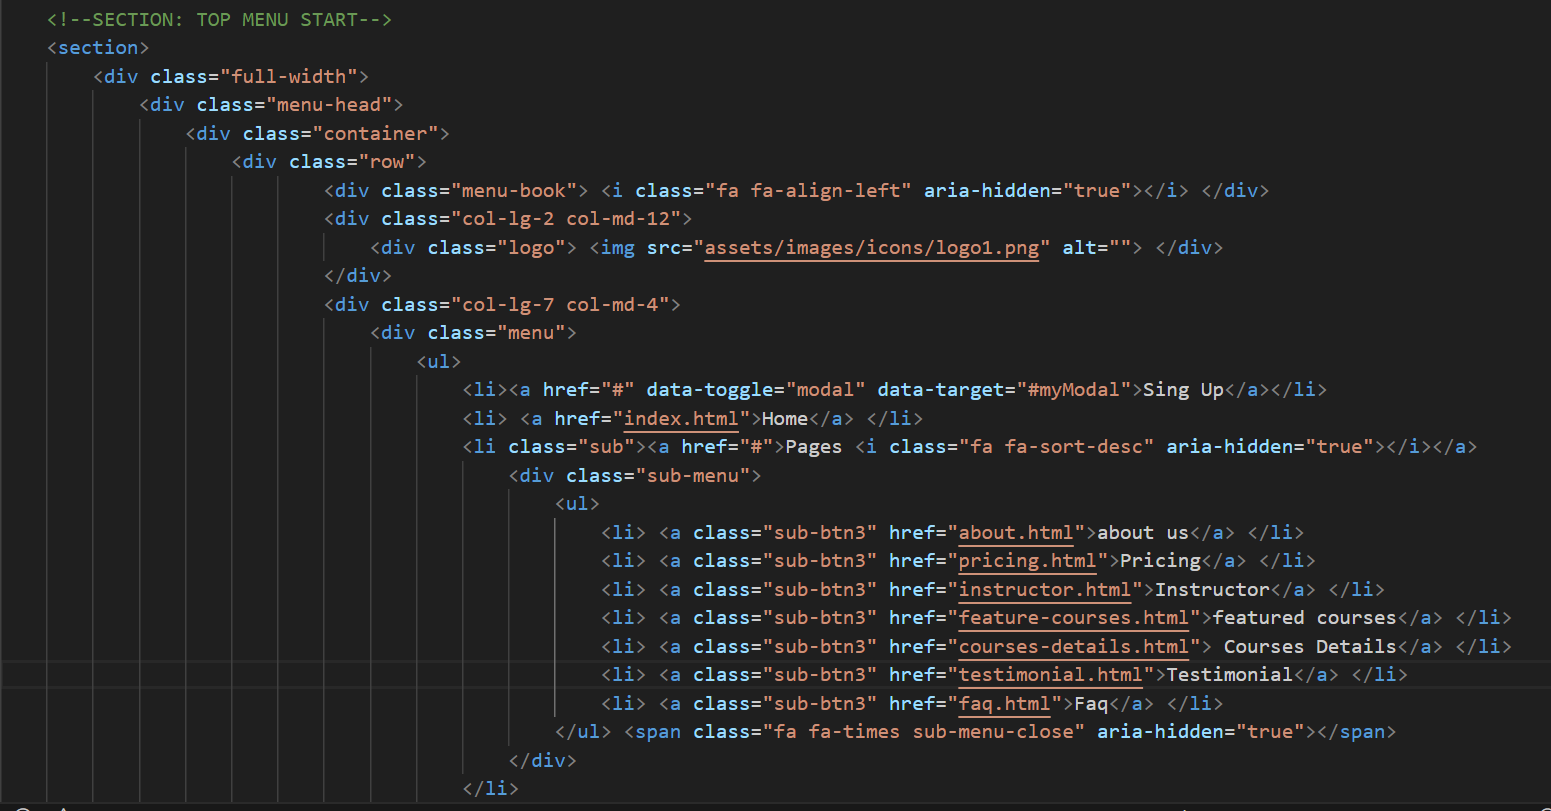 <!--SECTION: TOP MENU START-->
<section>
<div class="full-width">
<div class="menu-head">
<div class="container">
<div class="row">
<div class="menu-book"> <i class="fa fa-align-left" aria-hidden="true"></i> </div>
<div class="col-lg-2 col-md-12">
<div class="logo"> <img src="assets/images/icons/logo1.png" alt=""> </div>
</div>
<div class="col-lg-7 col-md-4">
<div class="menu">
<ul>
<li><a href="#" data-toggle="modal" data-target="#myModal">Sing Up</a></li>
<li> <a href="index.html">Home</a> </li>
<li class="sub"><a href="#">Pages <i class="fa fa-sort-desc" aria-hidden="true"></i></a>
<div class="sub-menu">
<ul>
<li> <a class="sub-btn3" href="about.html">about us</a> </li>
<li> <a class="sub-btn3" href="pricing.html">Pricing</a> </li>
<li> <a class="sub-btn3" href="instructor.html">Instructor</a> </li>
<li> <a class="sub-btn3" href="feature-courses.html">featured courses</a> </li>
<li> <a class="sub-btn3" href="courses-details.html"> Courses Details</a> </li>
<li> <a class="sub-btn3" href="testimonial.html">Testimonial</a> </li>
<li> <a class="sub-btn3" href="faq.html">Faq</a> </li>
</ul> <span class="fa fa-times sub-menu-close" aria-hidden="true"></span>
</div>
</li>